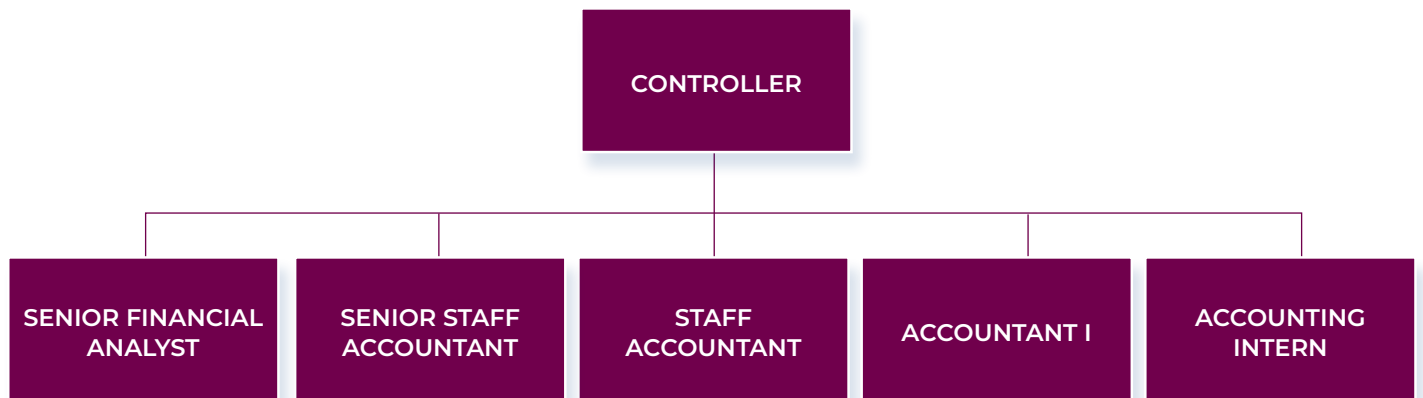 CONTROLLER
SENIOR FINANCIAL
ANALYST
SENIOR STAFF
ACCOUNTANT
STAFF
ACCOUNTANT
ACCOUNTANT I
ACCOUNTING
INTERN